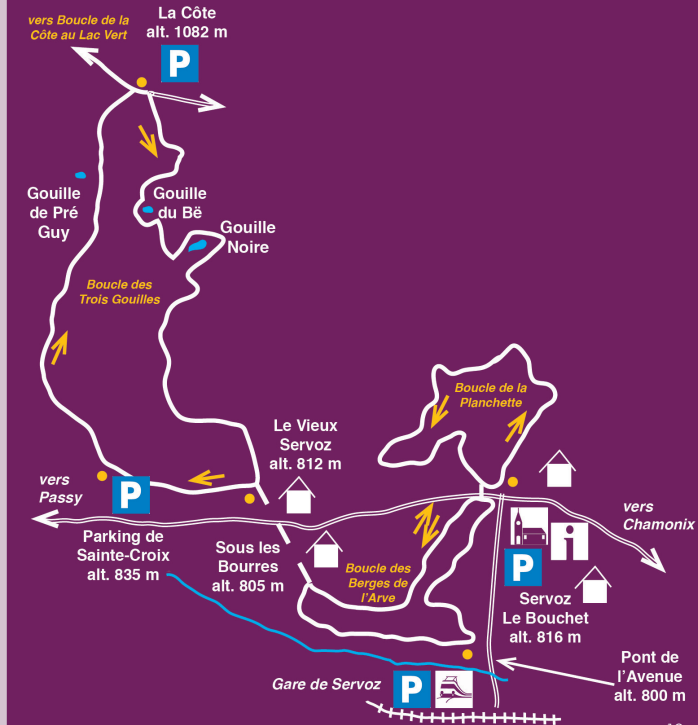 vers Boucle de la
Côte au Lac Vert
La Côte
alt. 1082 m
P
Gouille
de Pré
Guy
Gouille
du Bë
Gouille
Noire
Boucle des
Trois Gouilles
Boucle de la
Planchette
Le Vieux
Servoz
alt. 812 m
vers
Passy
P
Parking de
Sainte-Croix
alt. 835 m
Sous les
Bourres
alt. 805 m
Boucle des
Berges de
l'Arve
vers
Chamonix
i
P
Servoz
Le Bouchet
alt. 816 m
Pont de
l'Avenue
alt. 800 m
Gare de Servoz
P